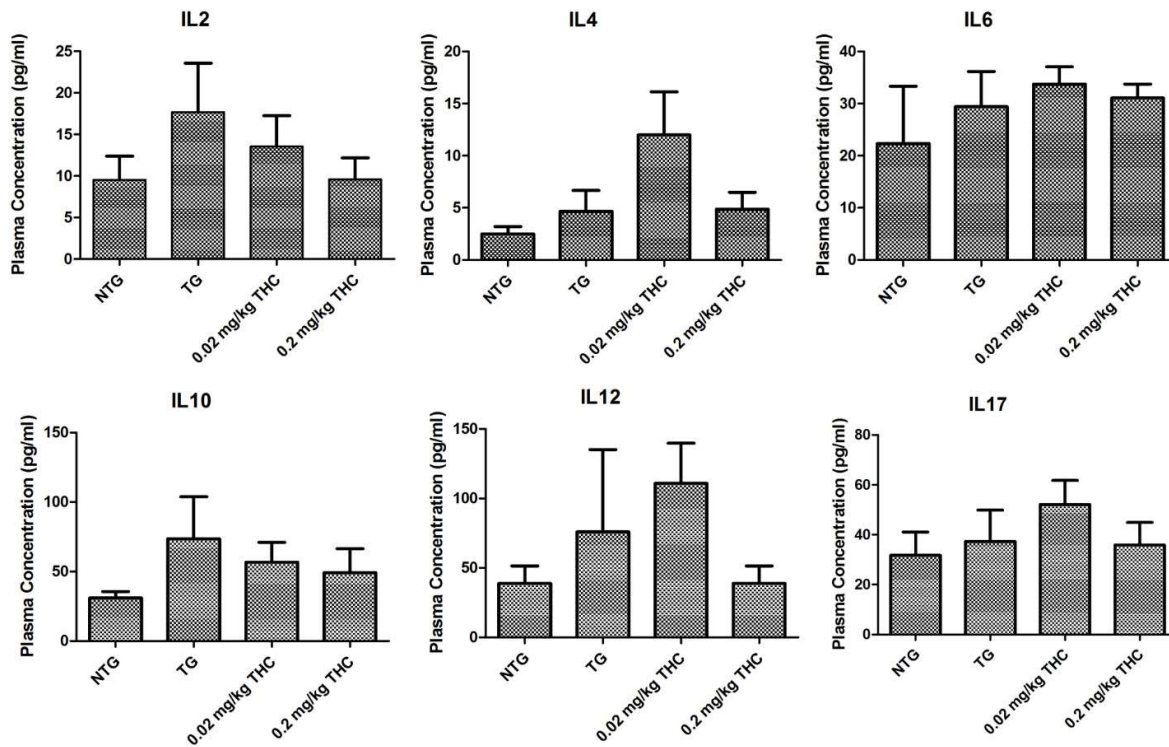 IL2
Plasma Concentration (pg/ml)
25
20
15
10
5
0
NTG
TG
0.02 mg/kg THC
0.2 mg/kg THC
IL4
Plasma Concentration (pg/ml)
20
15
10
5
0
NTG
TG
0.02 mg/kg THC
0.2 mg/kg THC
IL6
Plasma Concentration (pg/ml)
40
30
20
10
0
NTG
TG
0.02 mg/kg THC
0.2 mg/kg THC
IL10
Plasma Concentration (pg/ml)
150
100
50
0
NTG
TG
0.02 mg/kg THC
0.2 mg/kg THC
IL12
Plasma Concentration (pg/ml)
150
100
50
0
NTG
TG
0.02 mg/kg THC
0.2 mg/kg THC
IL17
Plasma Concentration (pg/ml)
80
60
40
20
0
NTG
TG
0.02 mg/kg THC
0.2 mg/kg THC